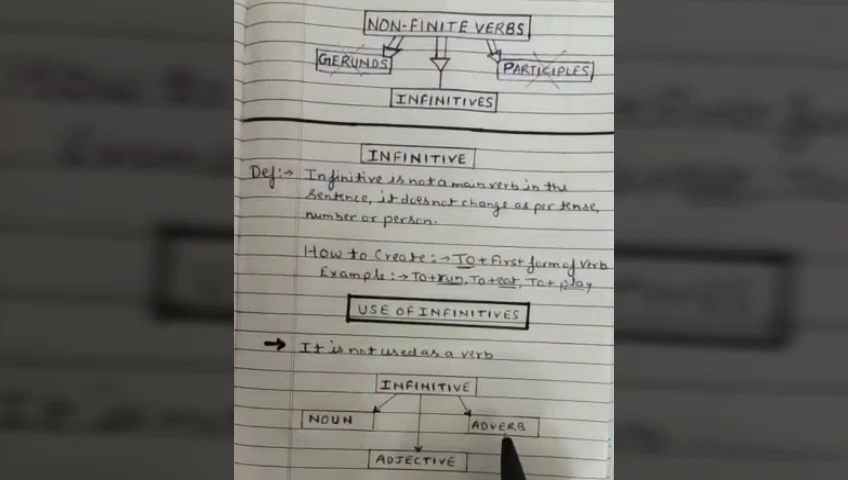 NON-FINITE VERBS
GERUNDS
PARTICIPLES
INFINITIVES
INFINITIVE
Def:→ Infinitive is not a main verb in the
sentence, it does not change as per tense,
number or person.
How to Create:→ TO + First form of verb
Example:→ To+run, To+eat, To+play
USE OF INFINITIVES
→ It is not used as a verb
INFINITIVE
NOUN
ADVERB
ADJECTIVE